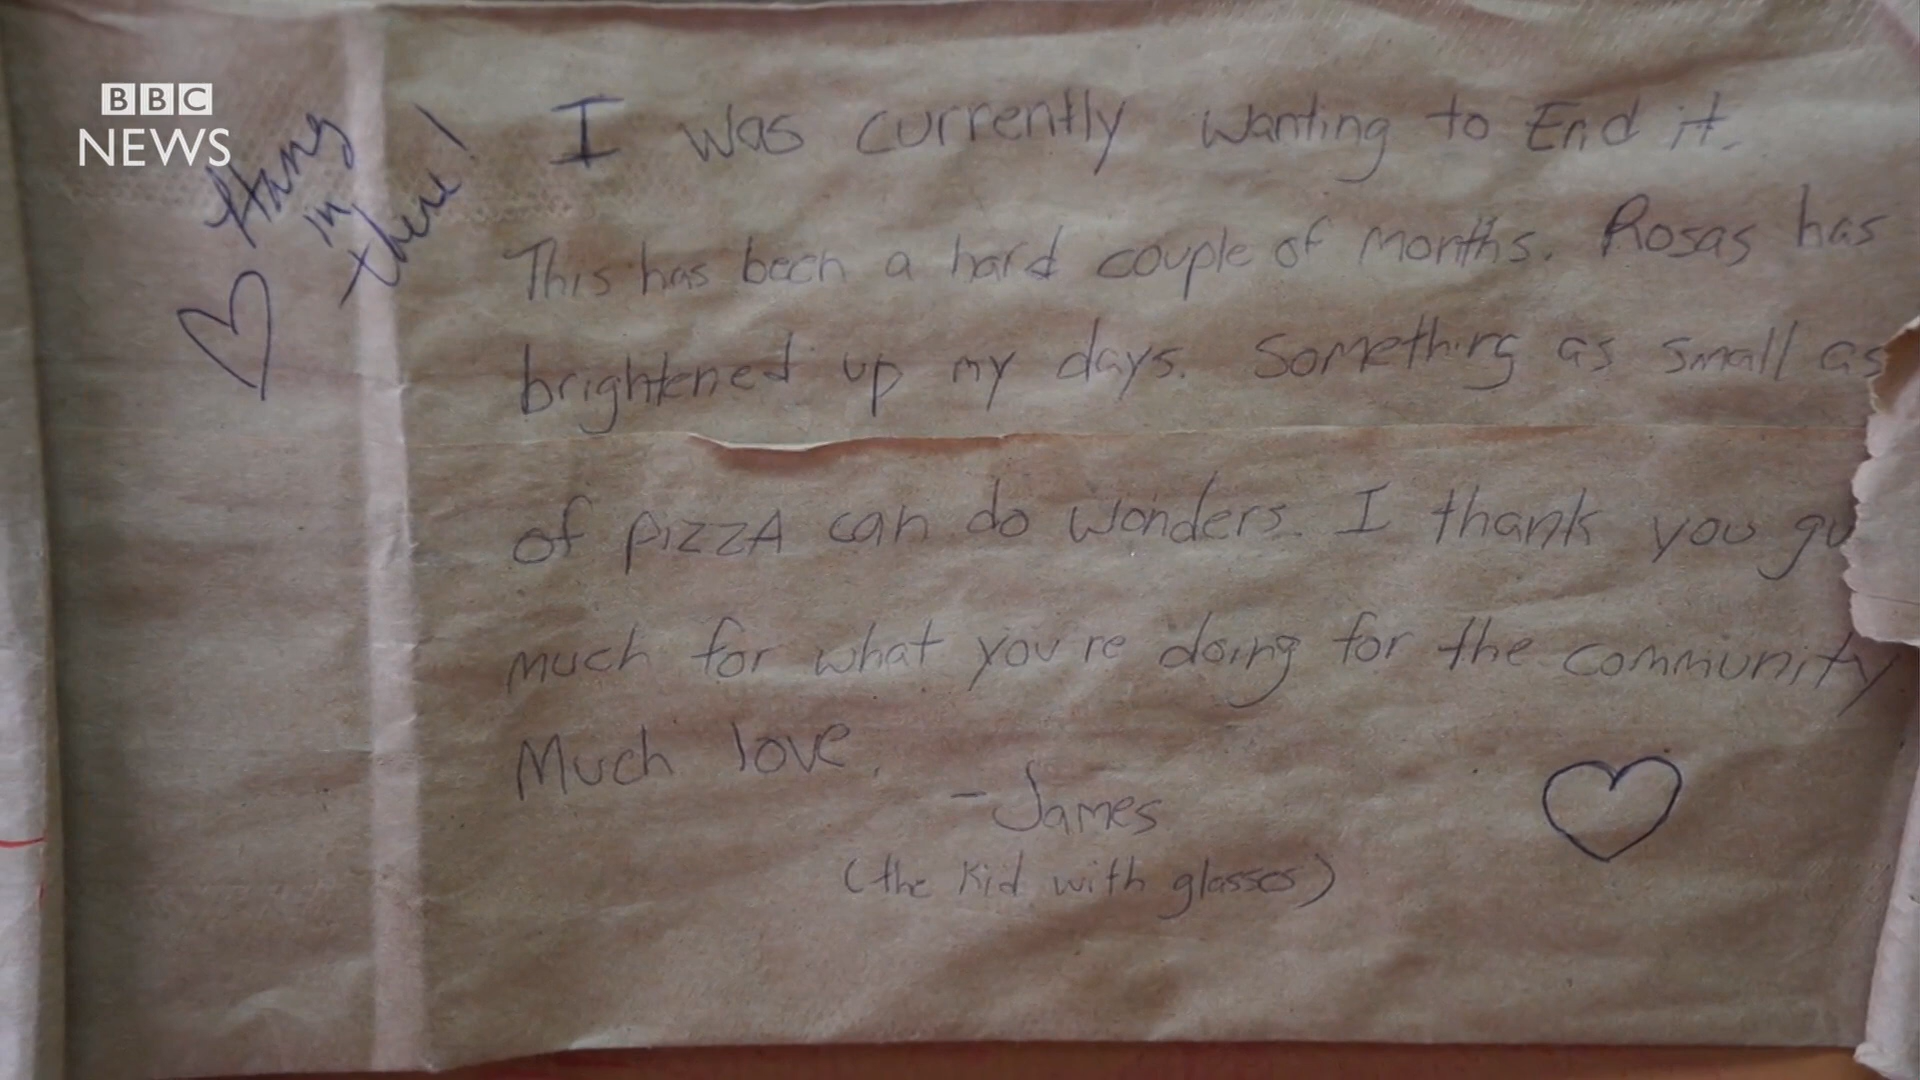 BBC
NEWS
Hang
in
there!
I was currently wanting to End it.
This has been a hard couple of months. Rosas has
brightened up my days. Something as small as
of pizzA can do wonders. I thank you gu
much for what you're doing for the community
Much love,
-James
(the kid with glasses)